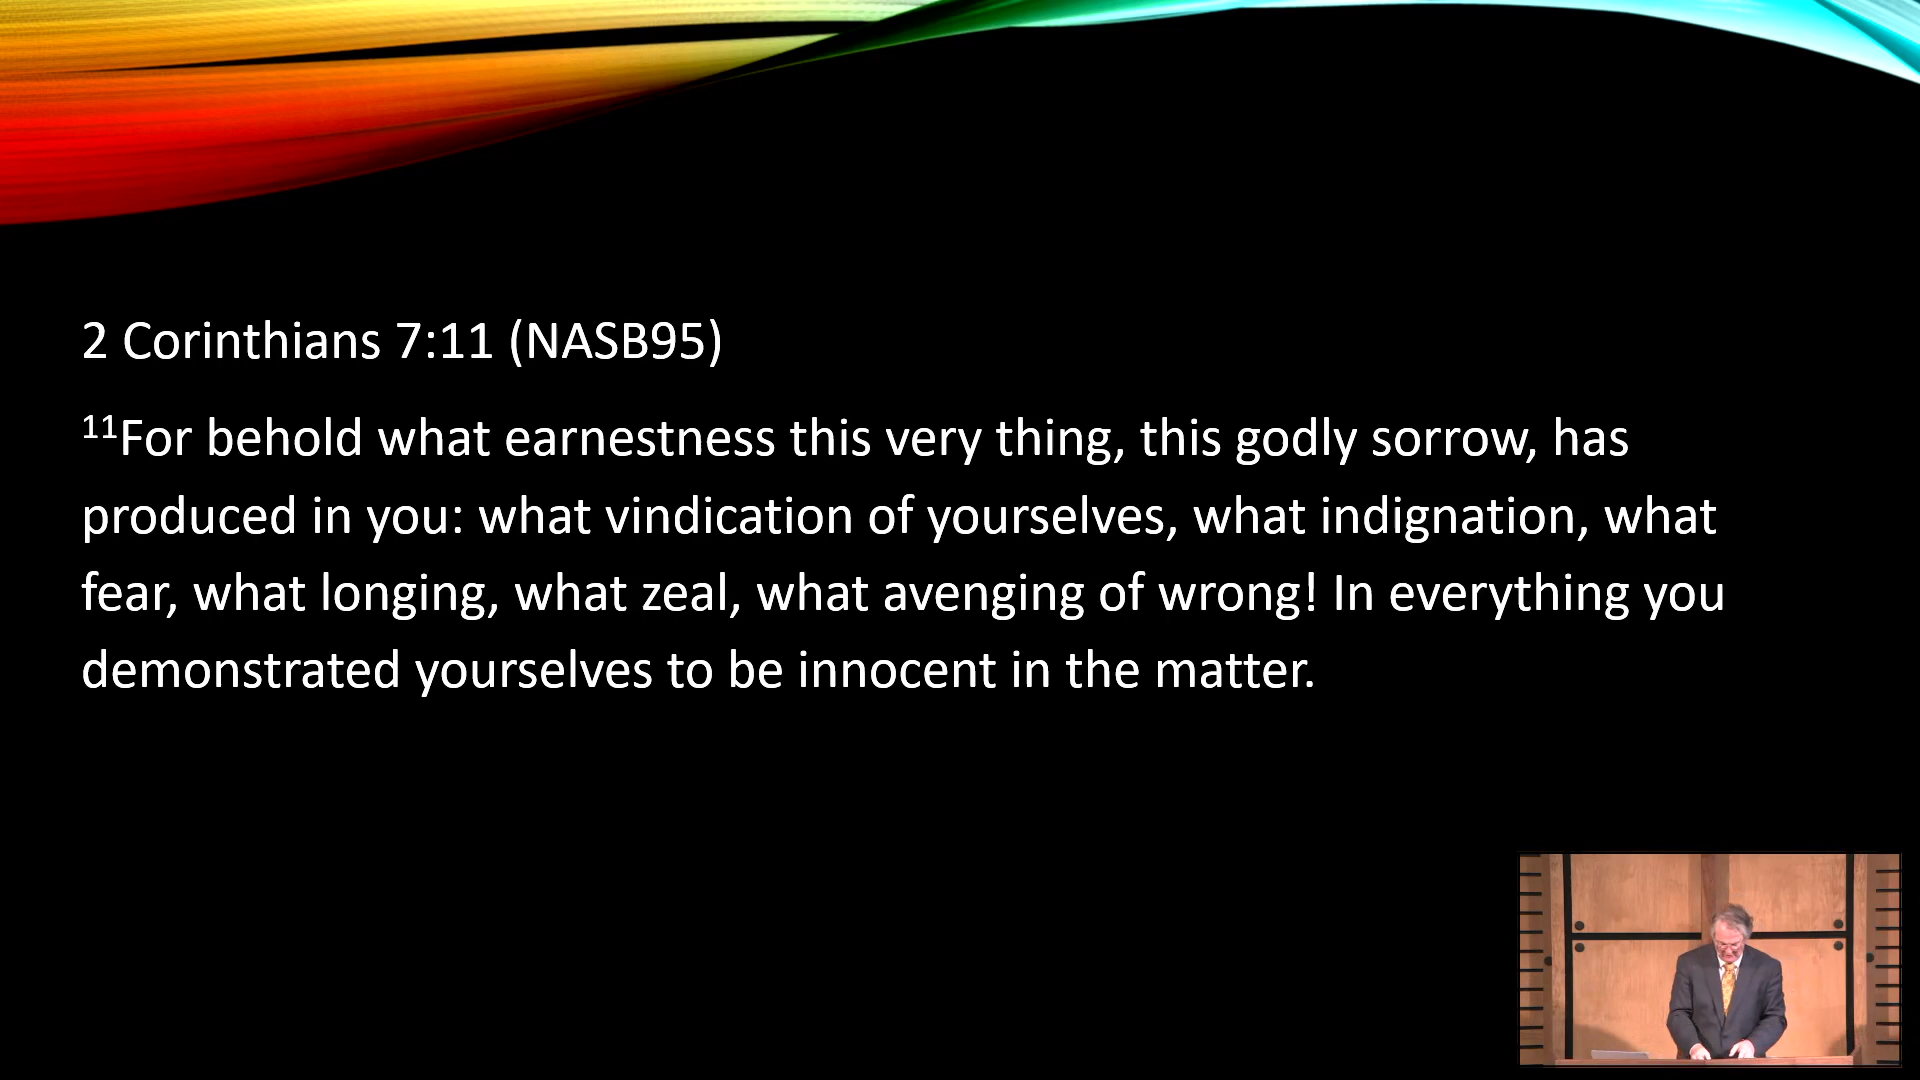 2 Corinthians 7:11 (NASB95)
¹¹For behold what earnestness this very thing, this godly sorrow, has
produced in you: what vindication of yourselves, what indignation, what
fear, what longing, what zeal, what avenging of wrong! In everything you
demonstrated yourselves to be innocent in the matter.